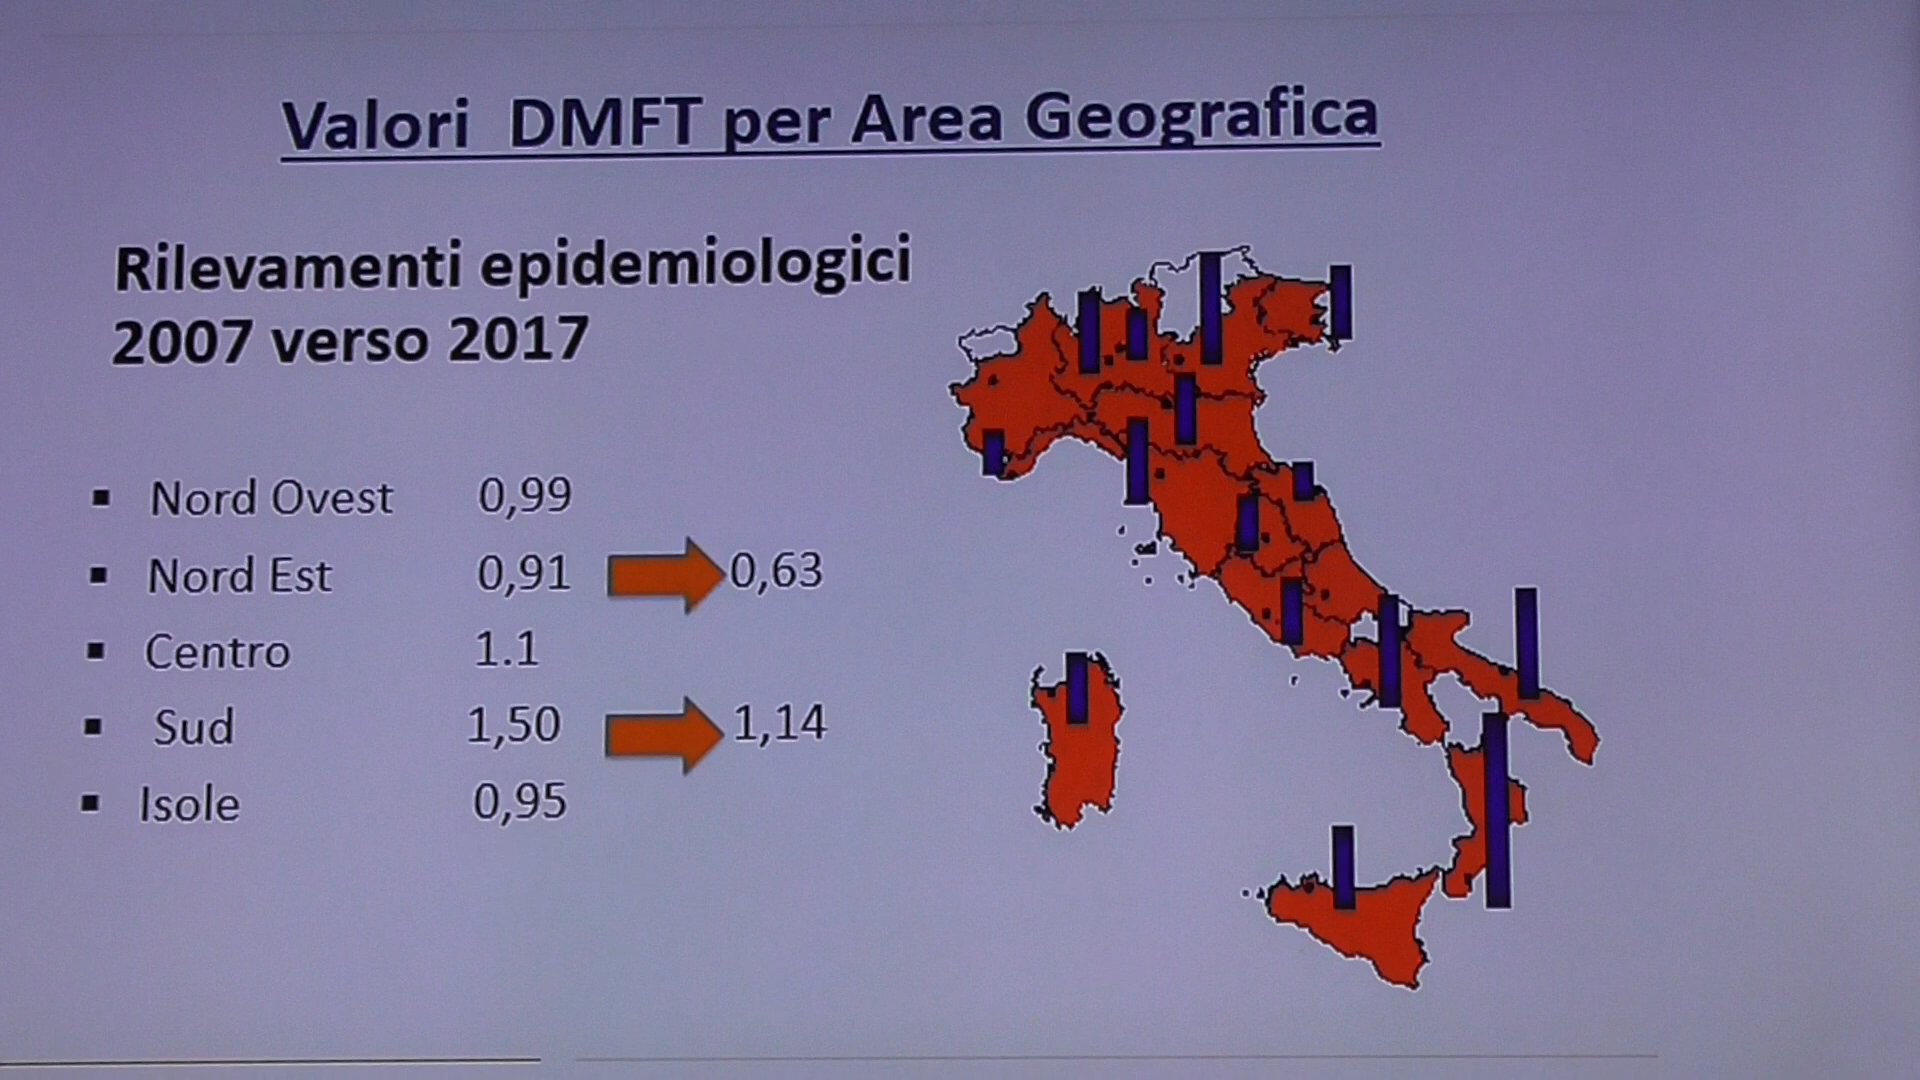 Valori DMFT per Area Geografica
Rilevamenti epidemiologici
2007 verso 2017
▪ Nord Ovest 0,99
▪ Nord Est 0,91 0,63
▪ Centro 1.1
▪ Sud 1,50 1,14
▪ Isole 0,95